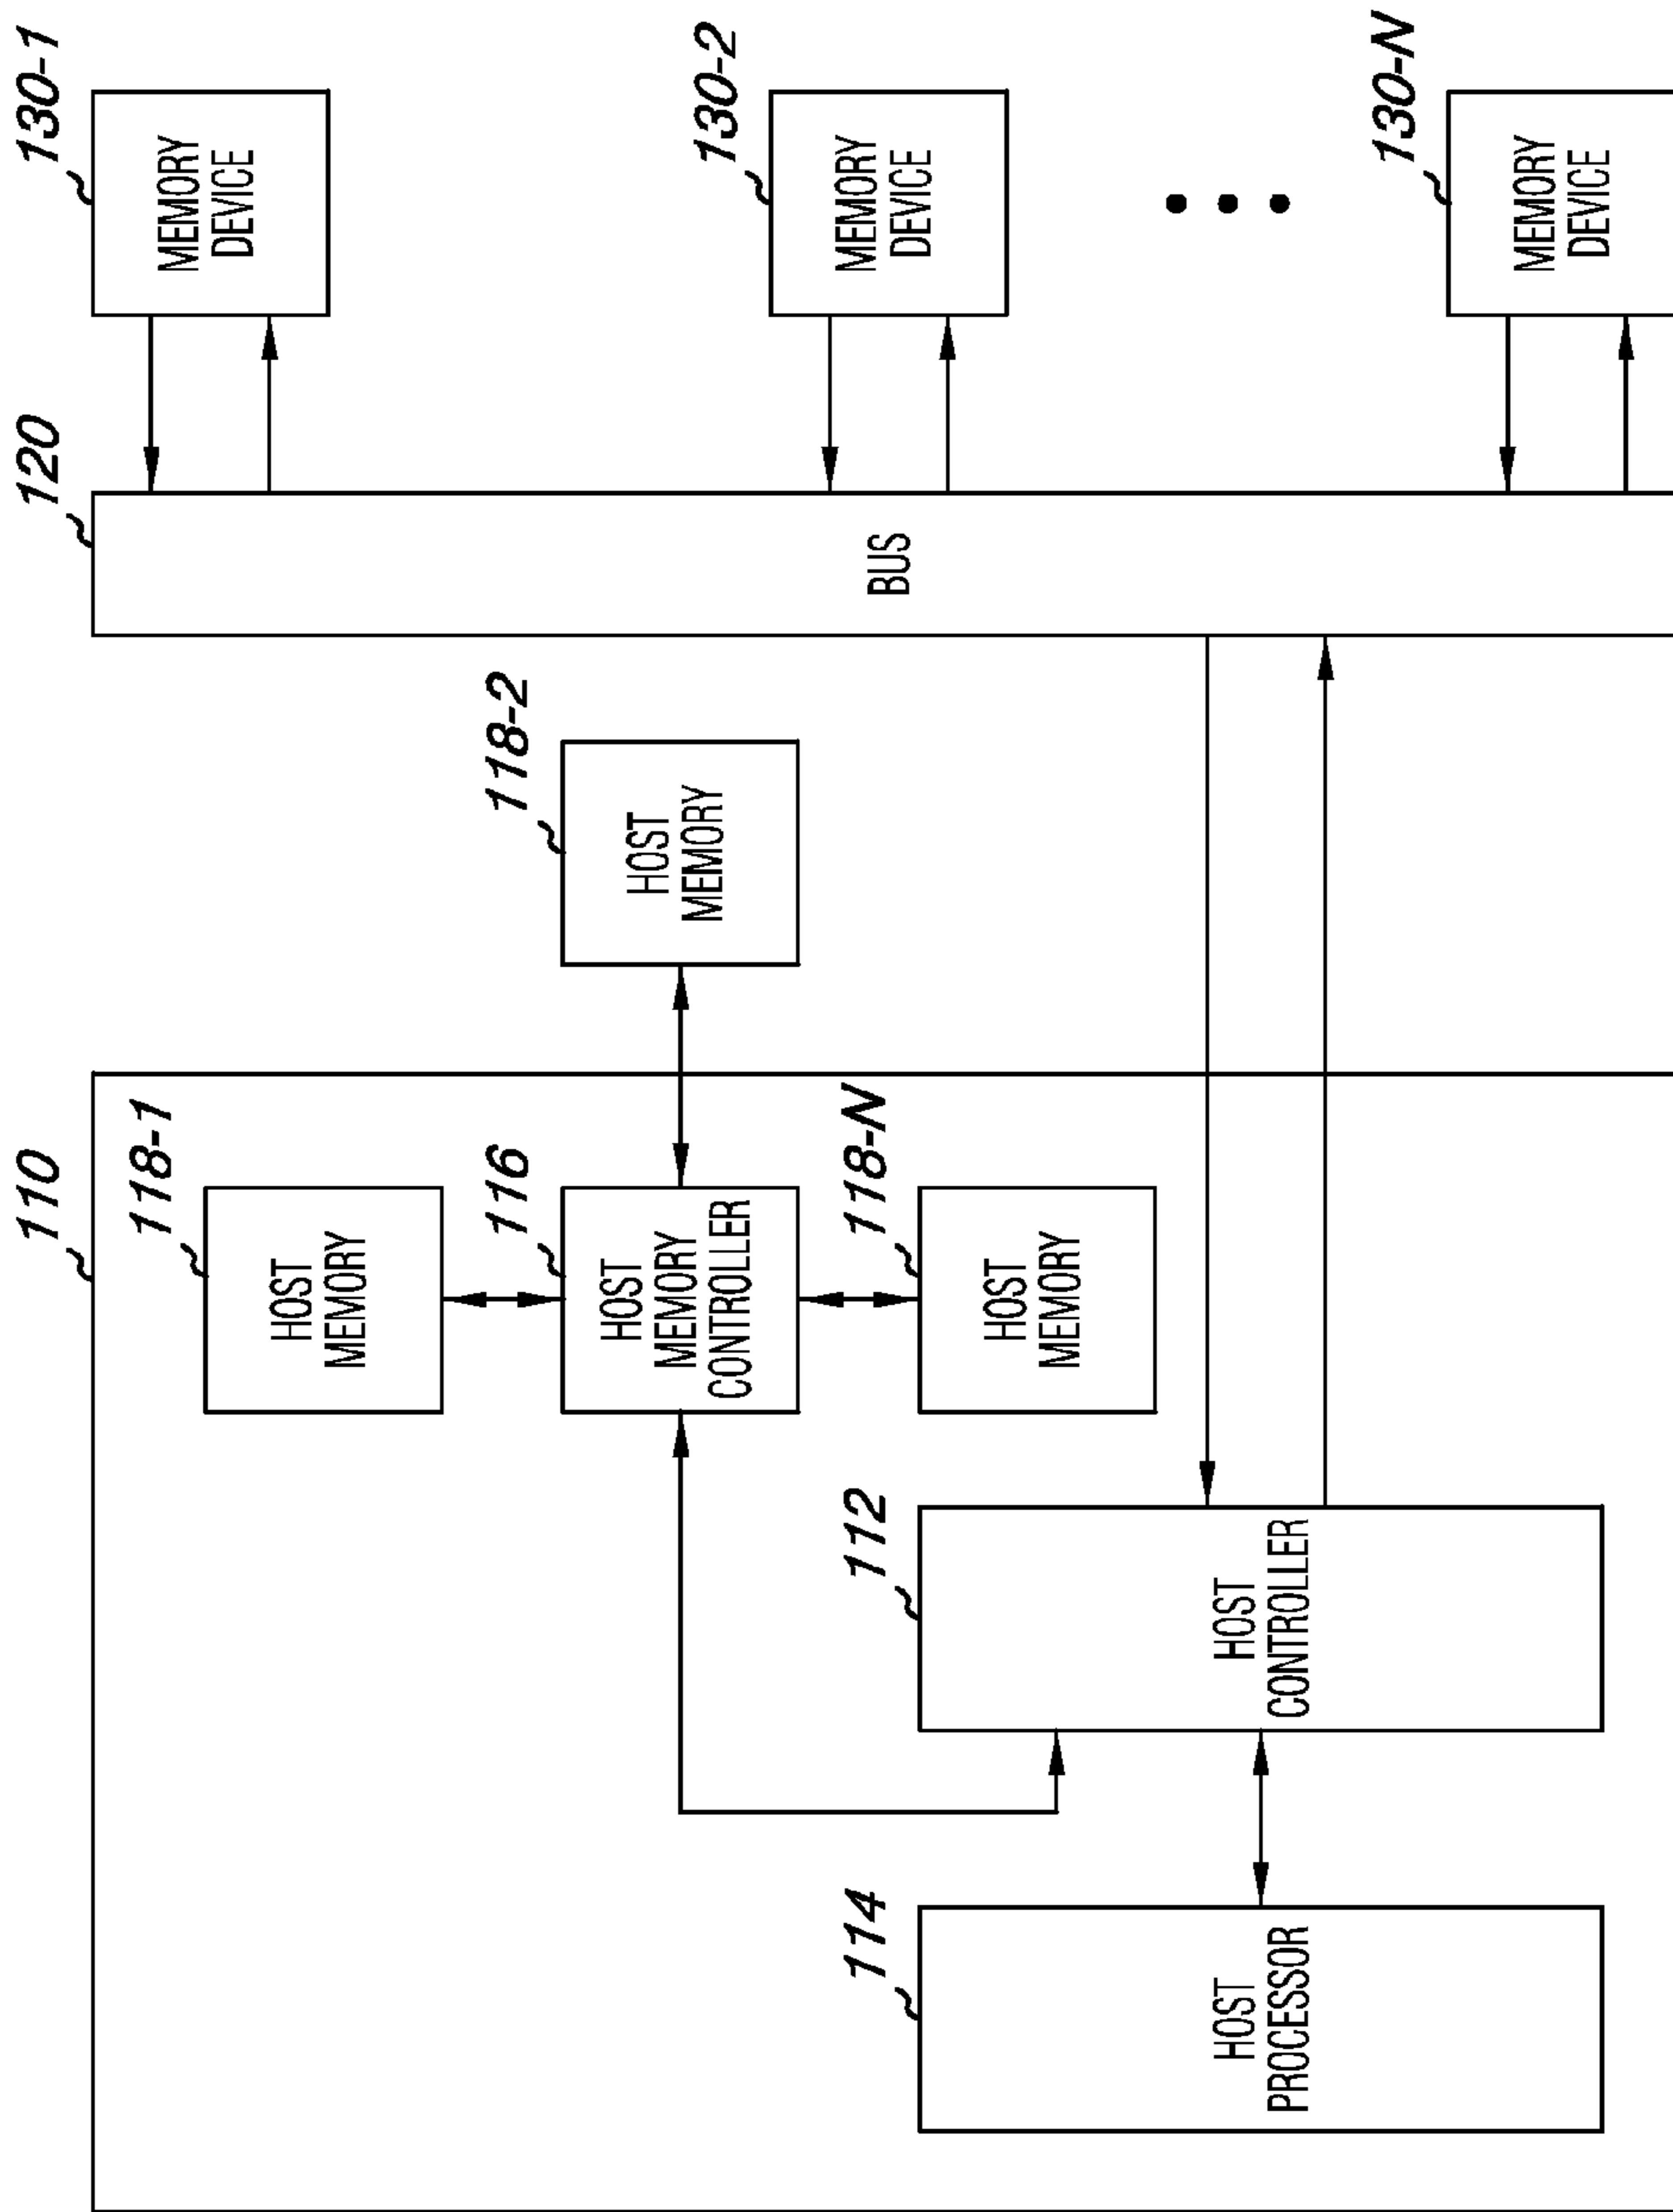 110
120
130-1
118-1
MEMORY
DEVICE
HOST
MEMORY
116
118-2
HOST
MEMORY
CONTROLLER
HOST
MEMORY
130-2
MEMORY
DEVICE
114
112
118-N
BUS
HOST
MEMORY
HOST
PROCESSOR
HOST
CONTROLLER
130-N
MEMORY
DEVICE